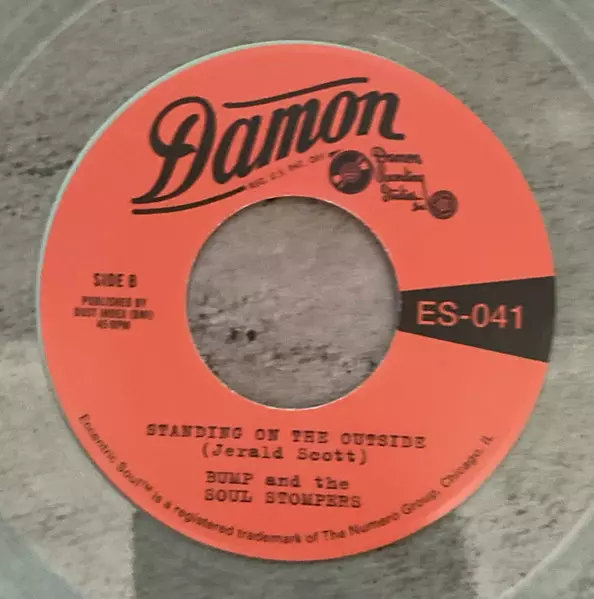 Damon
REG. U.S. PAT. OFF.
Damon
Recording
Studios
Inc.
SIDE B
PUBLISHED BY
DUST INDEX (BMI)
45 RPM
ES-041
STANDING ON THE OUTSIDE
(Jerald Scott)
BUMP and the
SOUL STOMPERS
Eccentric Soul™ is a registered trademark of The Numero Group, Chicago, IL